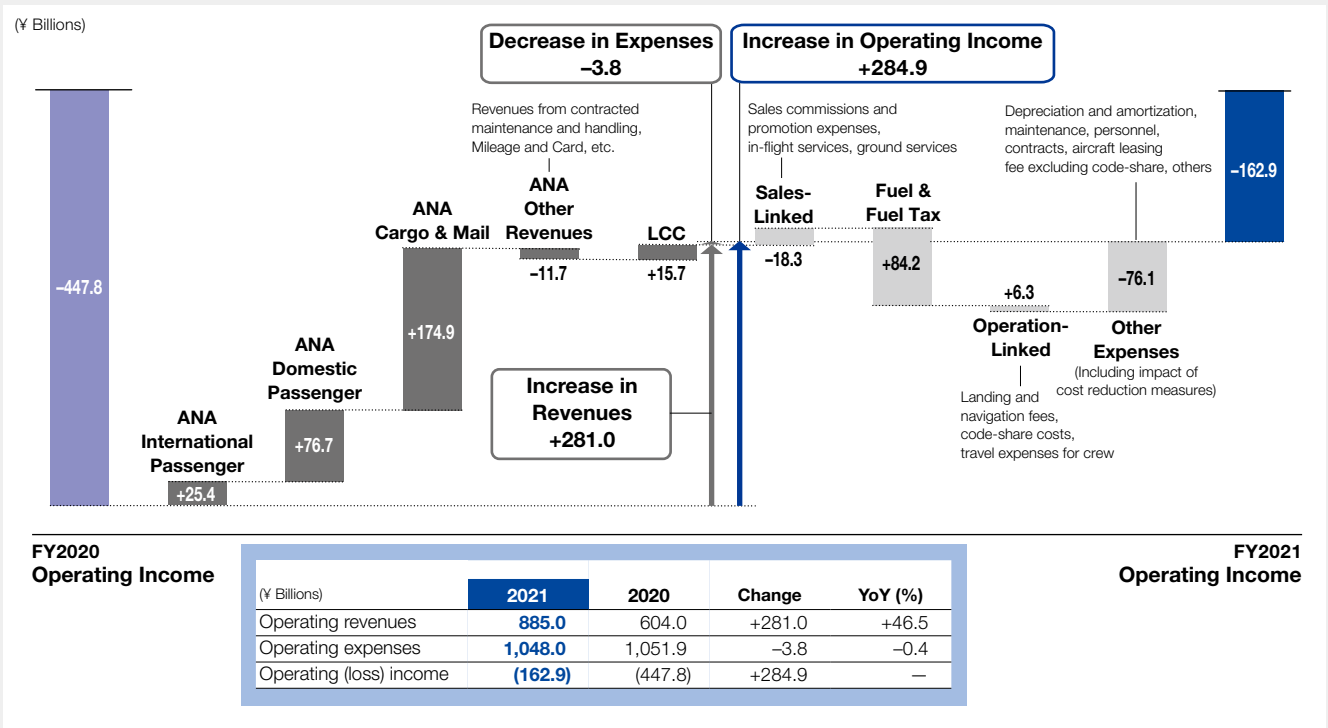 (¥ Billions)
Decrease in Expenses
–3.8
Increase in Operating Income
+284.9
Revenues from contracted
maintenance and handling,
Mileage and Card, etc.
Sales commissions and
promotion expenses,
in-flight services, ground services
Depreciation and amortization,
maintenance, personnel,
contracts, aircraft leasing
fee excluding code-share, others
–447.8
ANA
International
Passenger
+25.4
ANA
Domestic
Passenger
+76.7
ANA
Cargo & Mail
+174.9
ANA
Other
Revenues
–11.7
LCC
+15.7
Increase in
Revenues
+281.0
Sales-
Linked
–18.3
Fuel &
Fuel Tax
+84.2
+6.3
Operation-
Linked
Landing and
navigation fees,
code-share costs,
travel expenses for crew
–76.1
Other
Expenses
(Including impact of
cost reduction measures)
–162.9
FY2020
Operating Income
FY2021
Operating Income
(¥ Billions) 2021 2020 Change YoY (%)
Operating revenues 885.0 604.0 +281.0 +46.5
Operating expenses 1,048.0 1,051.9 –3.8 –0.4
Operating (loss) income (162.9) (447.8) +284.9 —